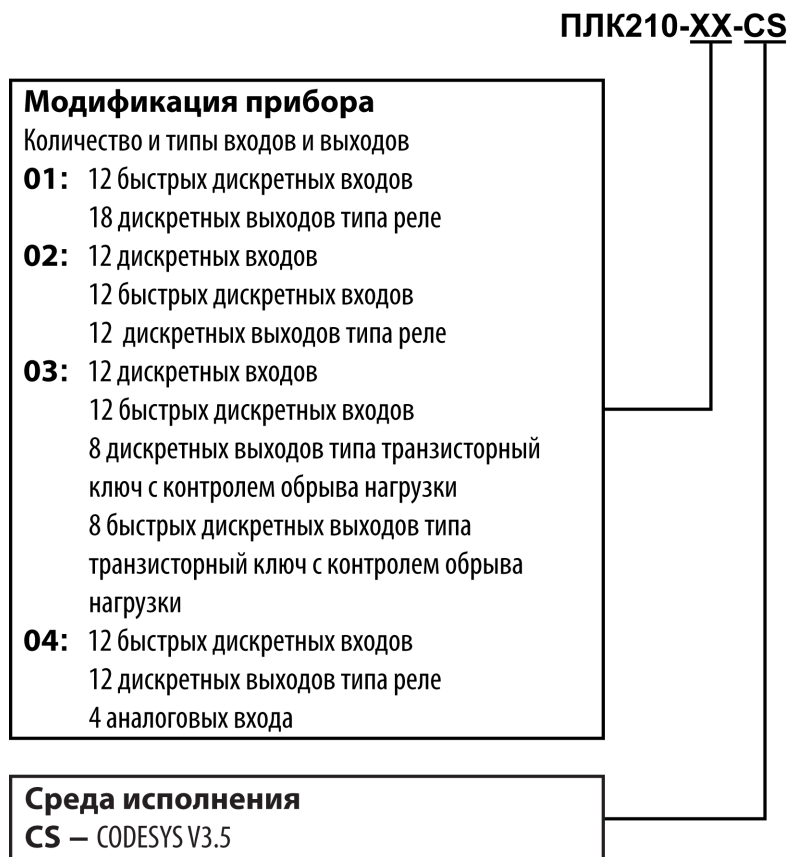 ПЛК210-XX-CS
Модификация прибора
Количество и типы входов и выходов
01: 12 быстрых дискретных входов
18 дискретных выходов типа реле
02: 12 дискретных входов
12 быстрых дискретных входов
12 дискретных выходов типа реле
03: 12 дискретных входов
12 быстрых дискретных входов
8 дискретных выходов типа транзисторный
ключ с контролем обрыва нагрузки
8 быстрых дискретных выходов типа
транзисторный ключ с контролем обрыва
нагрузки
04: 12 быстрых дискретных входов
12 дискретных выходов типа реле
4 аналоговых входа
Среда исполнения
CS – CODESYS V3.5